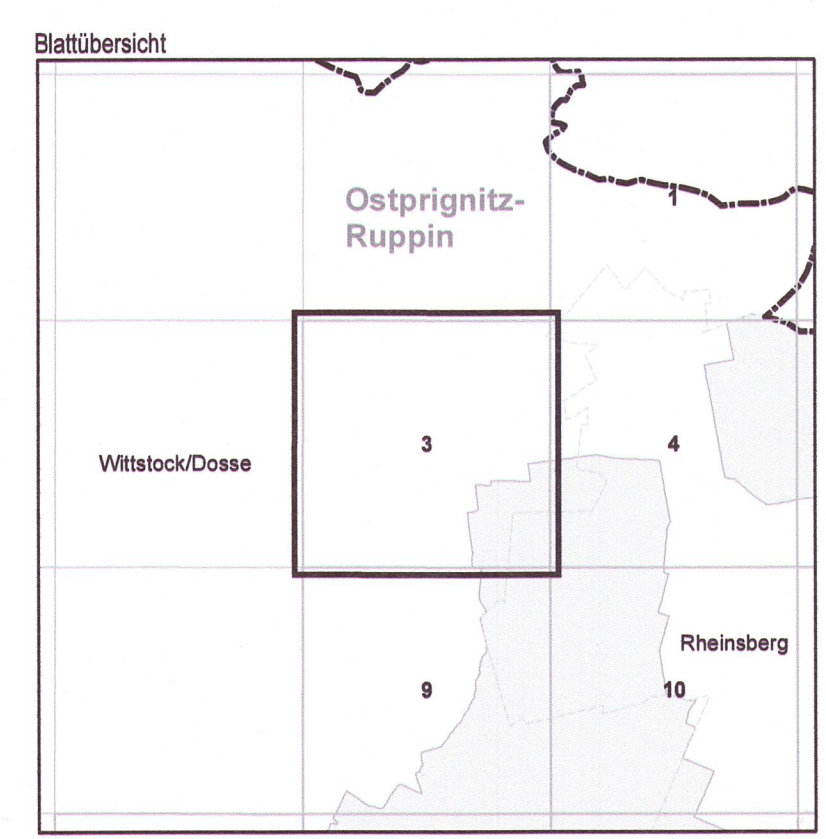 Blattübersicht
1
Ostprignitz-
Ruppin
3
4
Wittstock/Dosse
Rheinsberg
9
10